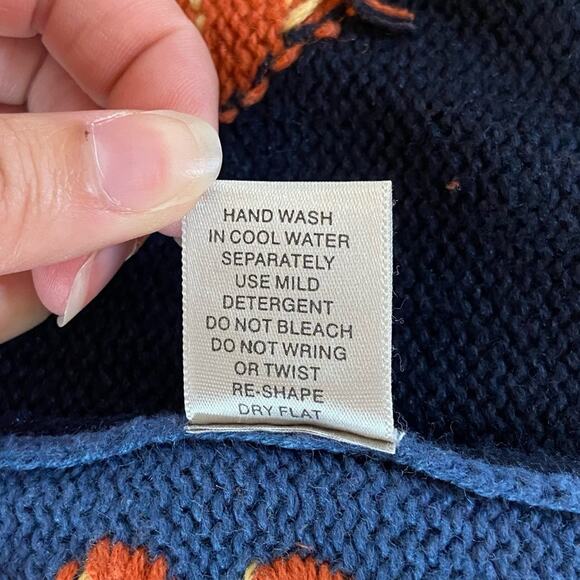 HAND WASH
IN COOL WATER
SEPARATELY
USE MILD
DETERGENT
DO NOT BLEACH
DO NOT WRING
OR TWIST
RE-SHAPE
DRY FLAT